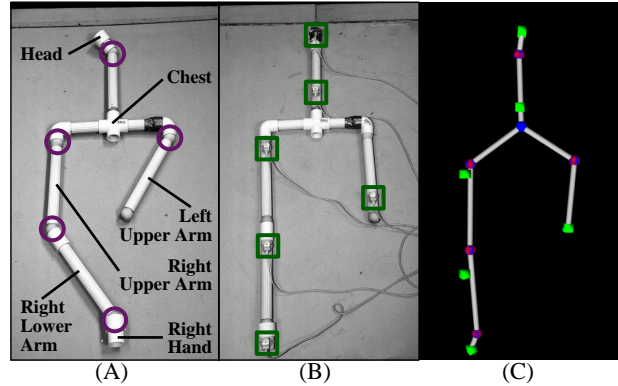 Head
Chest
Left
Upper Arm
Right
Upper Arm
Right
Lower
Arm
Right
Hand
(A)
(B)
(C)